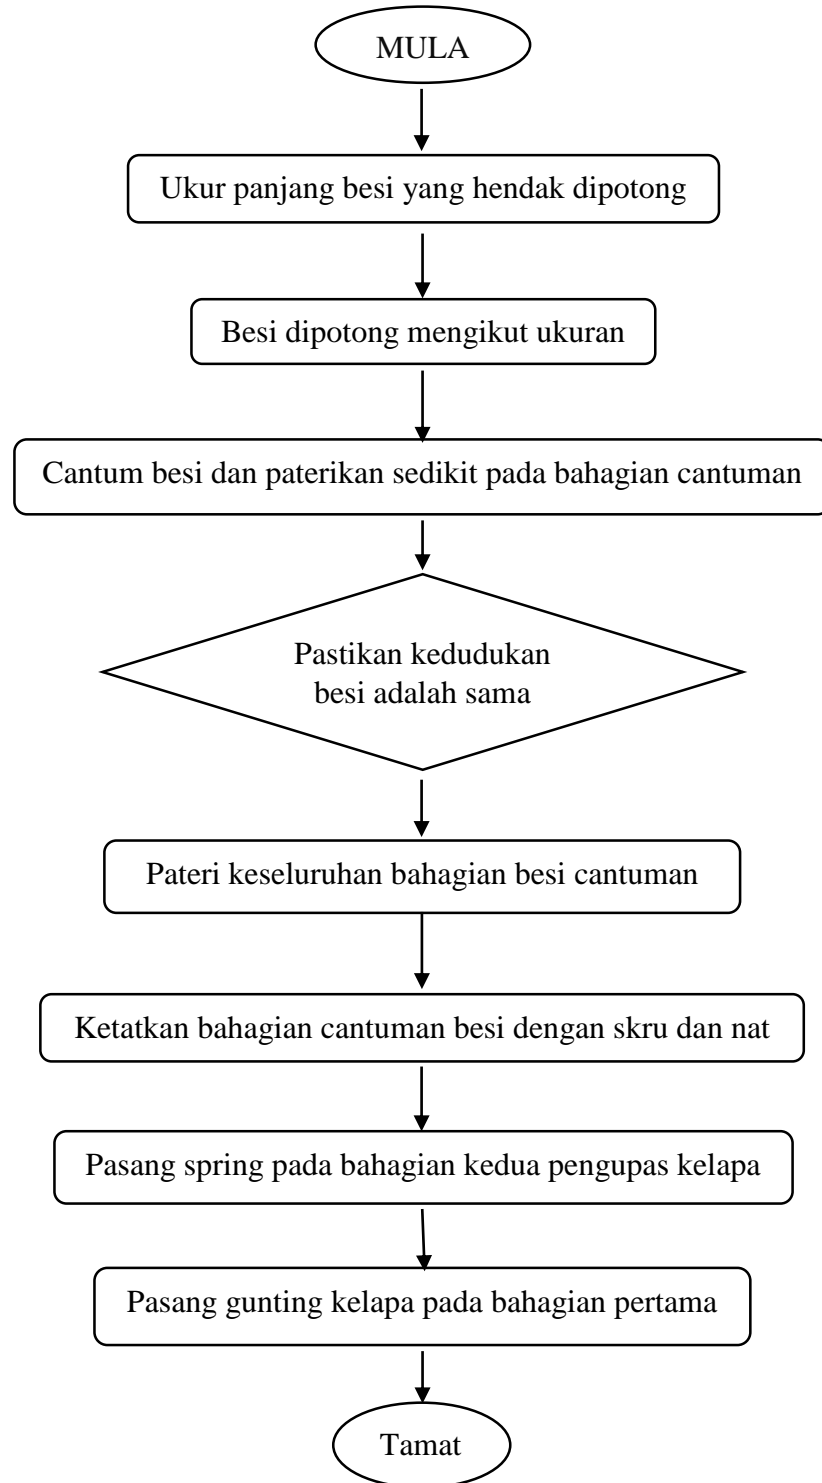 MULA
Ukur panjang besi yang hendak dipotong
Besi dipotong mengikut ukuran
Cantum besi dan paterikan sedikit pada bahagian cantuman
Pastikan kedudukan
besi adalah sama
Pateri keseluruhan bahagian besi cantuman
Ketatkan bahagian cantuman besi dengan skru dan nat
Pasang spring pada bahagian kedua pengupas kelapa
Pasang gunting kelapa pada bahagian pertama
Tamat